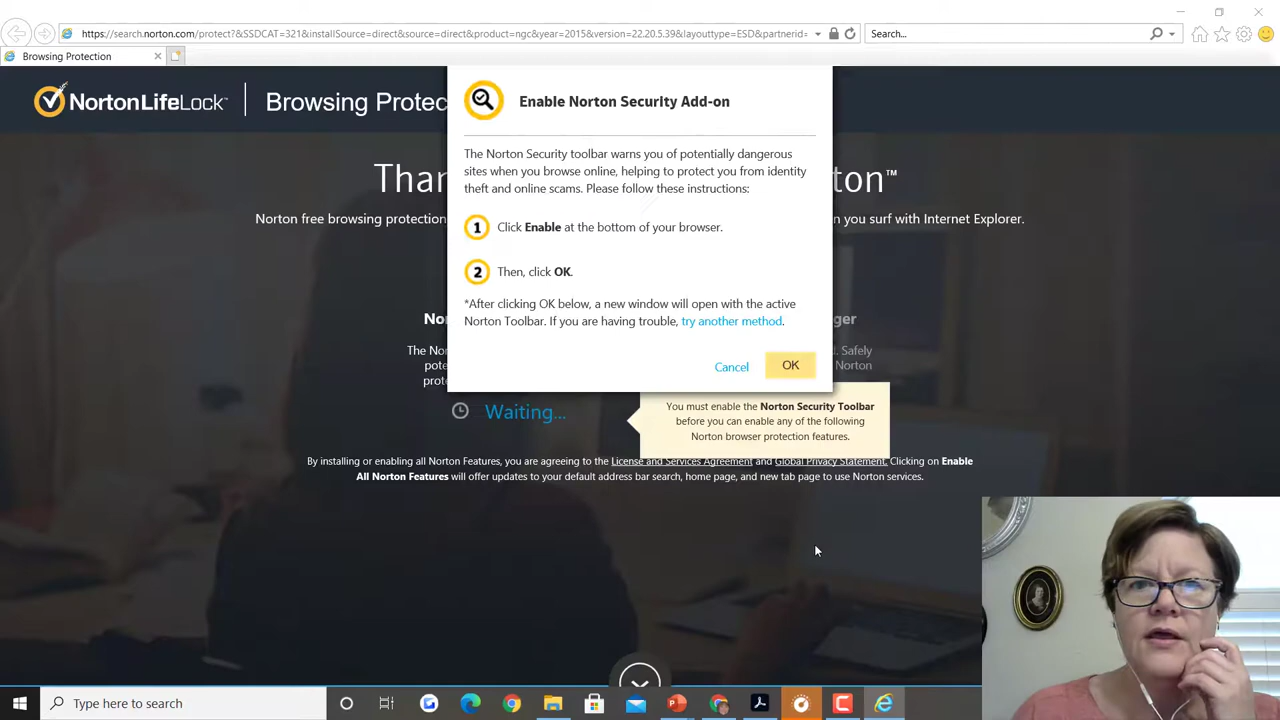 https://search.norton.com/protect?&SSDCAT=321&installSource=direct&source=direct&product=ngc&year=2015&version=22.20.5.39&layouttype=ESD&partnerid=
Search...
Browsing Protection
NortonLifeLock
Browsing Protec
Enable Norton Security Add-on
The Norton Security toolbar warns you of potentially dangerous
sites when you browse online, helping to protect you from identity
theft and online scams. Please follow these instructions:
Than
ton™
Norton free browsing protection
n you surf with Internet Explorer.
1 Click Enable at the bottom of your browser.
2 Then, click OK.
*After clicking OK below, a new window will open with the active
Norton Toolbar. If you are having trouble, try another method.
No
ger
The No
l. Safely
pote
Norton
prot
Cancel
OK
Waiting...
You must enable the Norton Security Toolbar
before you can enable any of the following
Norton browser protection features.
By installing or enabling all Norton Features, you are agreeing to the License and Services Agreement and Global Privacy Statement. Clicking on Enable
All Norton Features will offer updates to your default address bar search, home page, and new tab page to use Norton services.
Type here to search